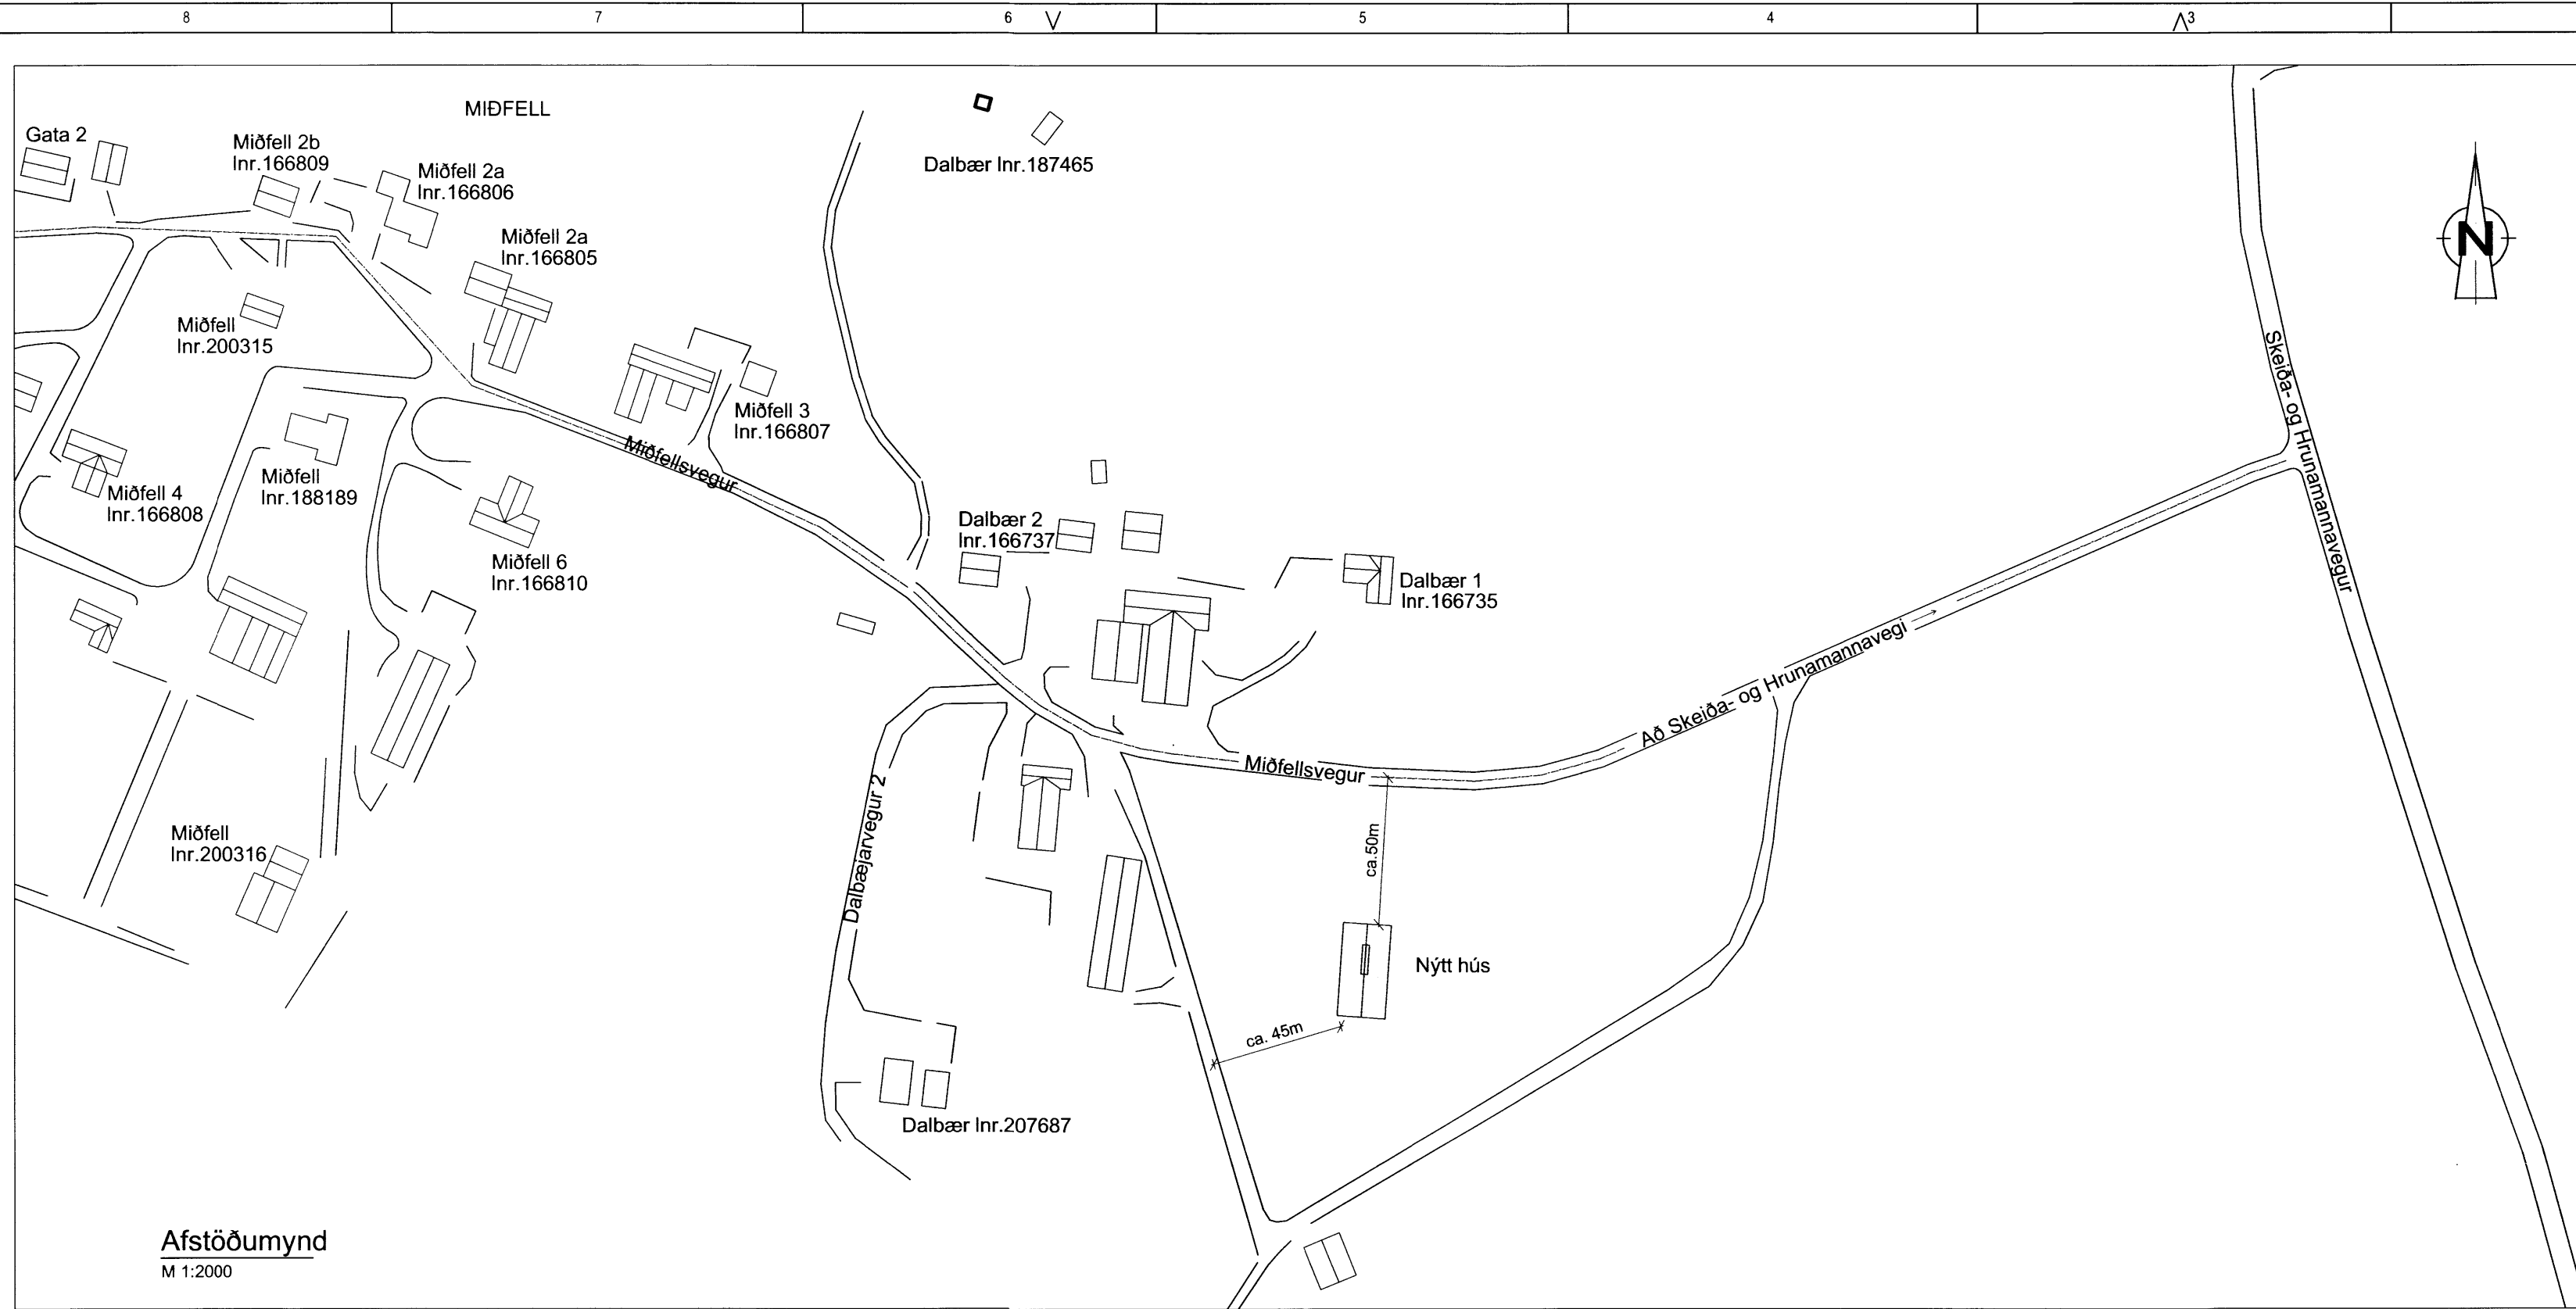 8 7 6 5 4 3
MIÐFELL
Gata 2
Miðfell 2b
lnr.166809
Miðfell 2a
lnr.166806
Dalbær lnr.187465
Miðfell 2a
lnr.166805
N
Miðfell
lnr.200315
Skeiða- og Hrunamannavegur
Miðfell 3
lnr.166807
Miðfellsvegur
Miðfell 4
lnr.166808
Miðfell
lnr.188189
Dalbær 2
lnr.166737
Miðfell 6
lnr.166810
Dalbær 1
lnr.166735
Að Skeiða- og Hrunamannavegi
Miðfellsvegur
Dalbæjarvegur 2
ca.50m
Miðfell
lnr.200316
Nýtt hús
ca. 45m
Dalbær lnr.207687
Afstöðumynd
M 1:2000